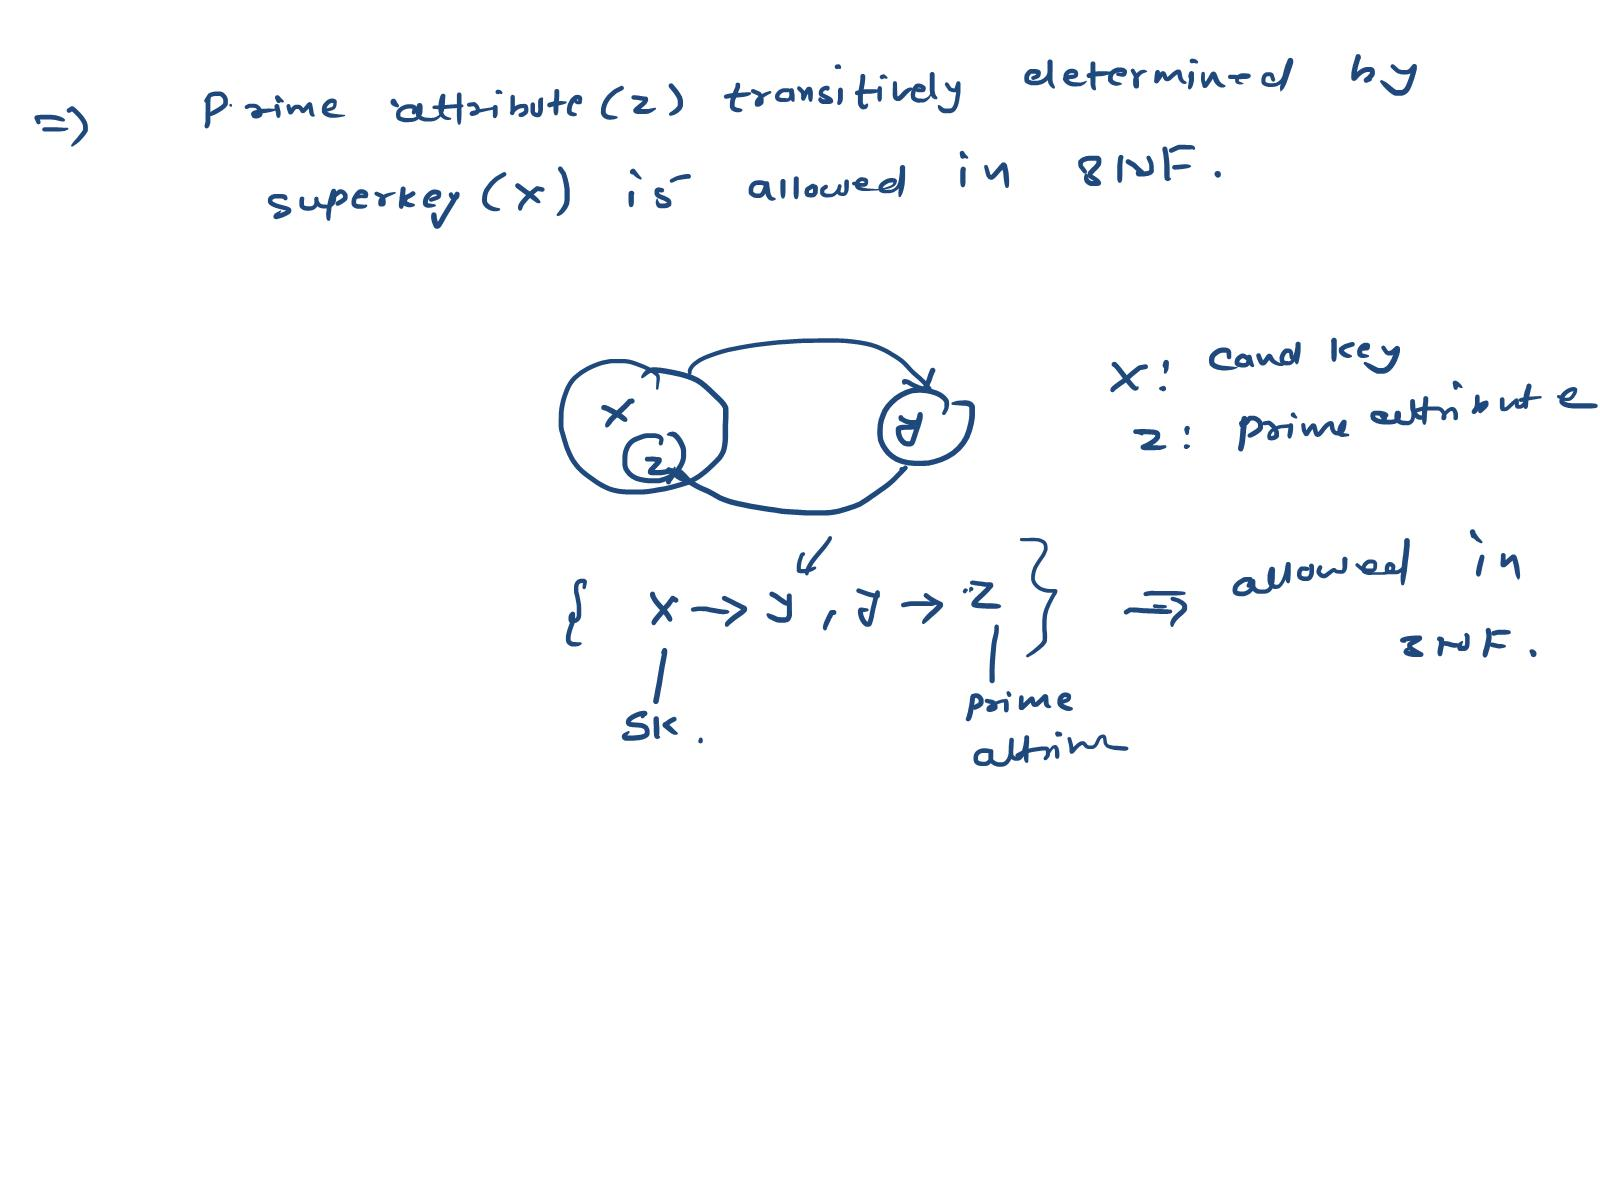 => Prime attribute (z) transitively determined by
superkey (x) is allowed in 3NF.
x: Cand key
z: prime attribute
x
z
y
{ x → y, y → z } => allowed in
3NF.
SK.
prime